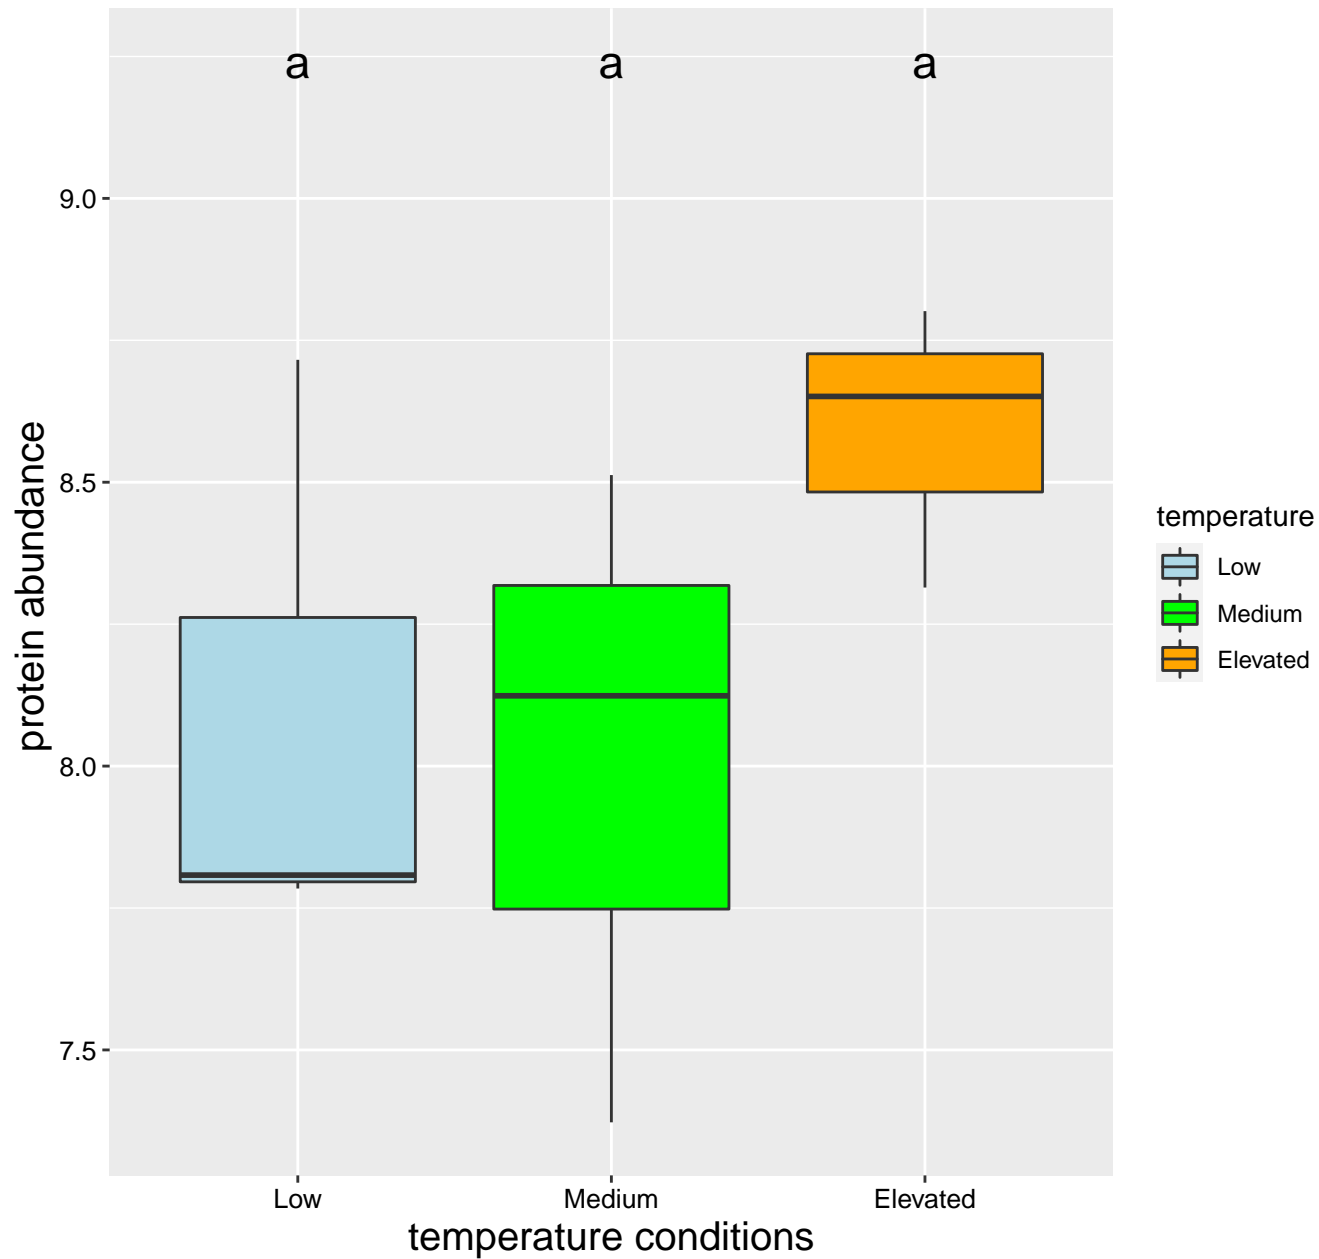 a a a
9.0
8.5
8.0
7.5
protein abundance
Low Medium Elevated
temperature conditions
temperature
Low
Medium
Elevated